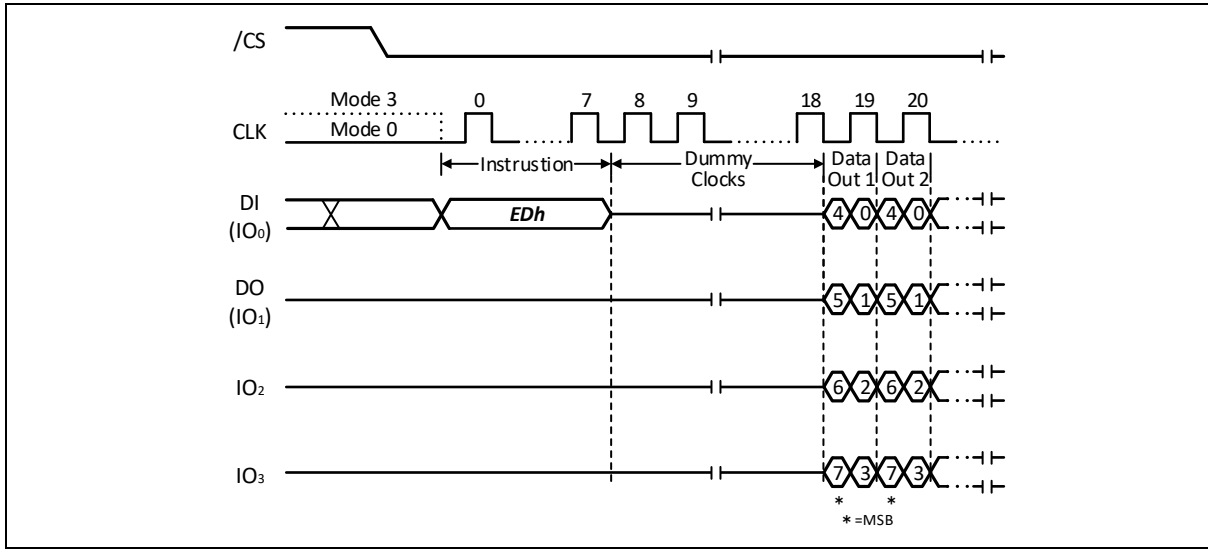 /CS
Mode 3 0 7 8 9 18 19 20
CLK Mode 0
Instrustion Dummy Clocks Data Out 1 Data Out 2
DI (IO0) EDh 4 0 4 0
DO (IO1) 5 1 5 1
IO2 6 2 6 2
IO3 7 3 7 3
* *
* =MSB